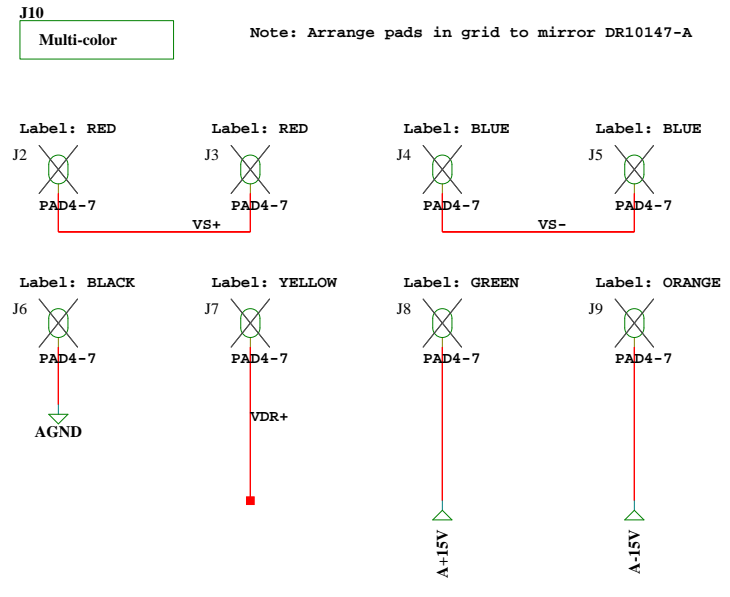 J10
Multi-color
Note: Arrange pads in grid to mirror DR10147-A
Label: RED
Label: RED
Label: BLUE
Label: BLUE
J2
J3
J4
J5
PAD4-7
PAD4-7
PAD4-7
PAD4-7
VS+
VS-
Label: BLACK
Label: YELLOW
Label: GREEN
Label: ORANGE
J6
J7
J8
J9
PAD4-7
PAD4-7
PAD4-7
PAD4-7
VDR+
AGND
A+15V
A-15V